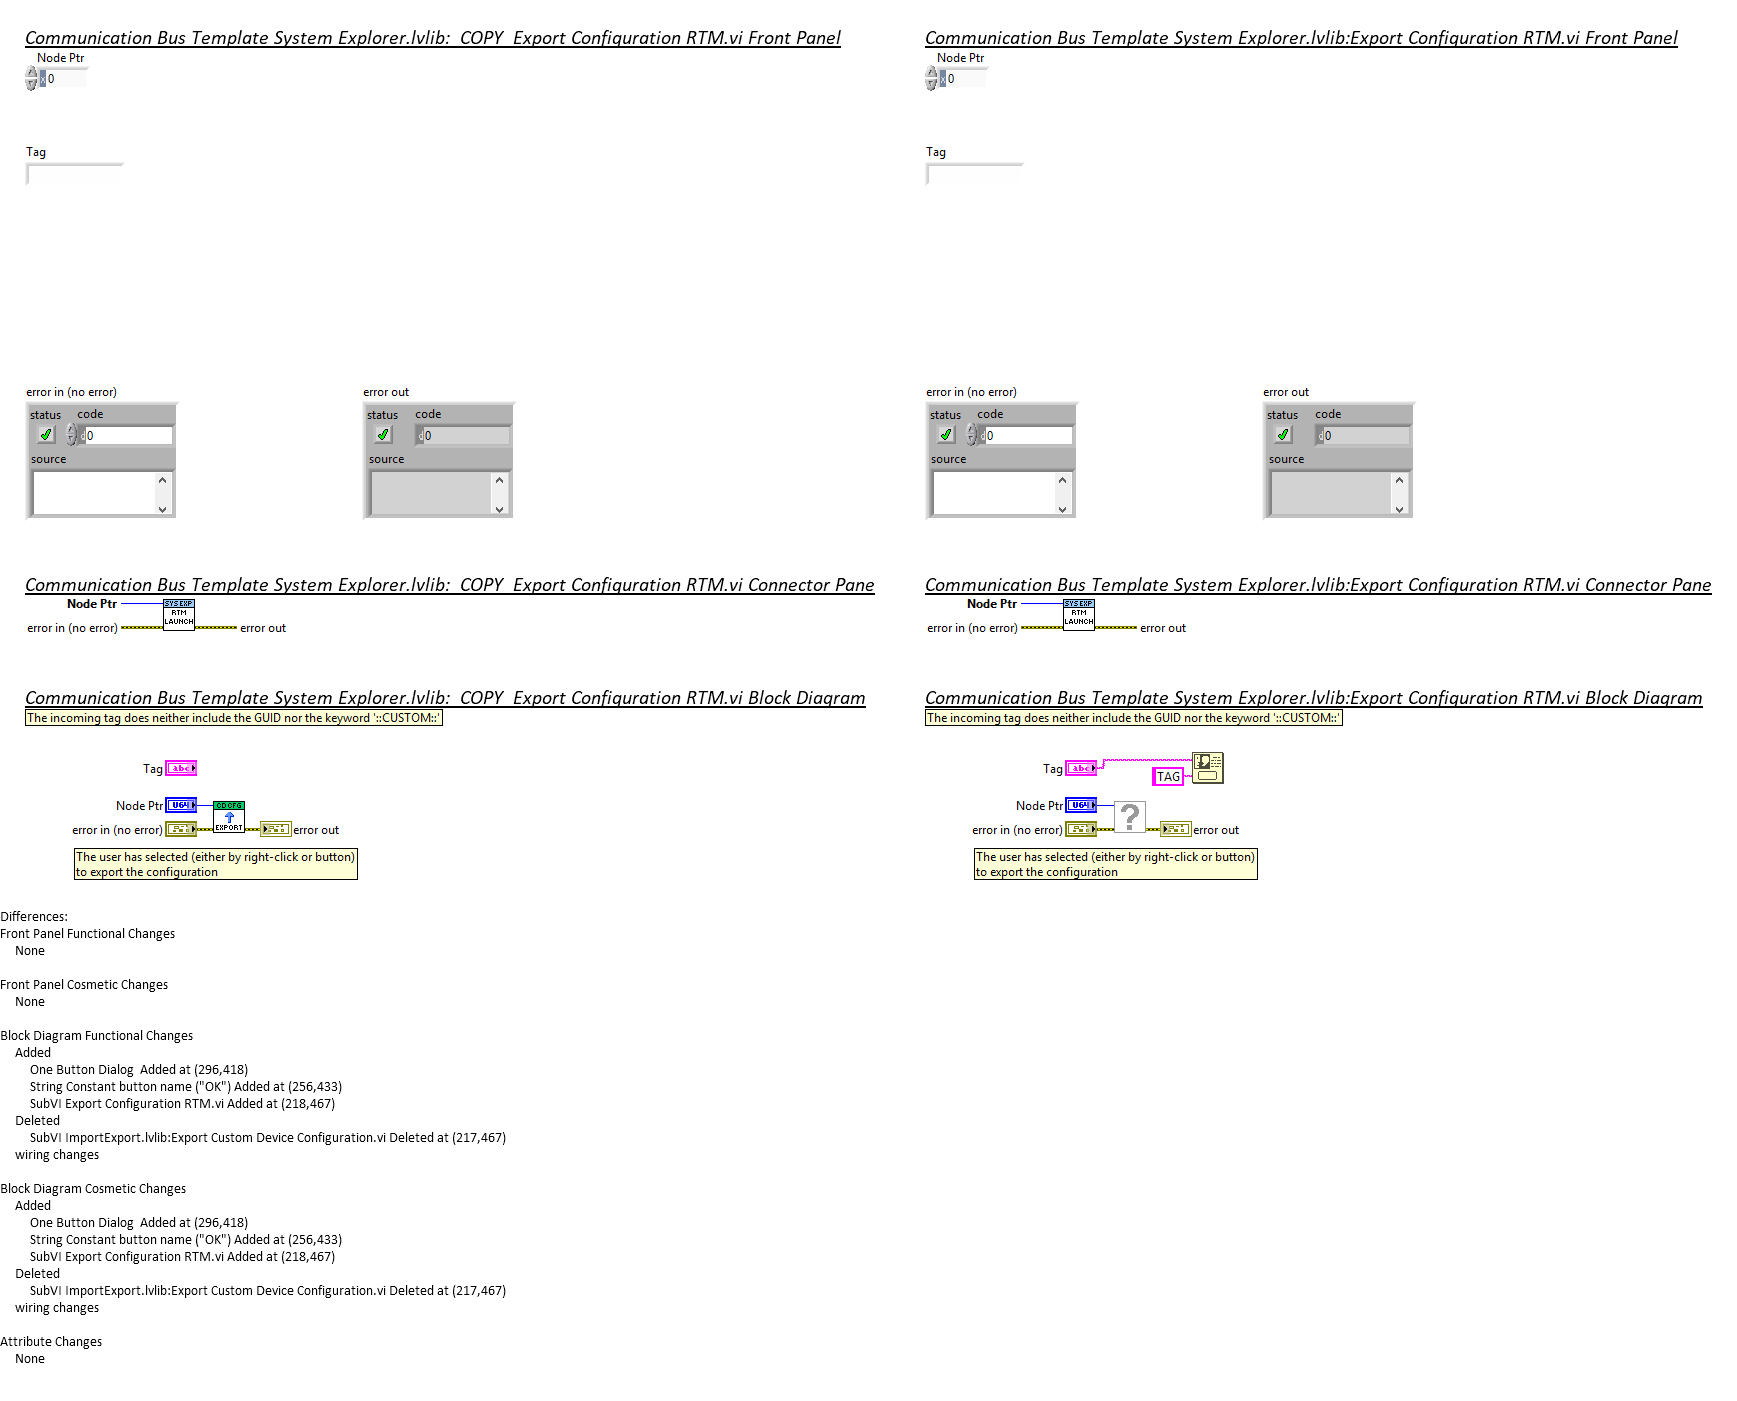 Communication Bus Template System Explorer.lvlib:  COPY  Export Configuration RTM.vi Front Panel
Node Ptr
x 0
Tag
error in (no error)
status
code
d 0
source
error out
status
code
d 0
source
Communication Bus Template System Explorer.lvlib:  COPY  Export Configuration RTM.vi Connector Pane
Node Ptr
SYS EXP
RTM
LAUNCH
error in (no error)
error out
Communication Bus Template System Explorer.lvlib:  COPY  Export Configuration RTM.vi Block Diagram
The incoming tag does neither include the GUID nor the keyword '::CUSTOM::'
Tag
abc
Node Ptr
U64
CD CFG
EXPORT
error in (no error)
error out
The user has selected (either by right-click or button)
to export the configuration
Communication Bus Template System Explorer.lvlib:Export Configuration RTM.vi Front Panel
Node Ptr
x 0
Tag
error in (no error)
status
code
d 0
source
error out
status
code
d 0
source
Communication Bus Template System Explorer.lvlib:Export Configuration RTM.vi Connector Pane
Node Ptr
SYS EXP
RTM
LAUNCH
error in (no error)
error out
Communication Bus Template System Explorer.lvlib:Export Configuration RTM.vi Block Diagram
The incoming tag does neither include the GUID nor the keyword '::CUSTOM::'
Tag
abc
TAG
Node Ptr
U64
?
error in (no error)
error out
The user has selected (either by right-click or button)
to export the configuration
Differences:
Front Panel Functional Changes
None
Front Panel Cosmetic Changes
None
Block Diagram Functional Changes
Added
One Button Dialog  Added at (296,418)
String Constant button name ("OK") Added at (256,433)
SubVI Export Configuration RTM.vi Added at (218,467)
Deleted
SubVI ImportExport.lvlib:Export Custom Device Configuration.vi Deleted at (217,467)
wiring changes
Block Diagram Cosmetic Changes
Added
One Button Dialog  Added at (296,418)
String Constant button name ("OK") Added at (256,433)
SubVI Export Configuration RTM.vi Added at (218,467)
Deleted
SubVI ImportExport.lvlib:Export Custom Device Configuration.vi Deleted at (217,467)
wiring changes
Attribute Changes
None